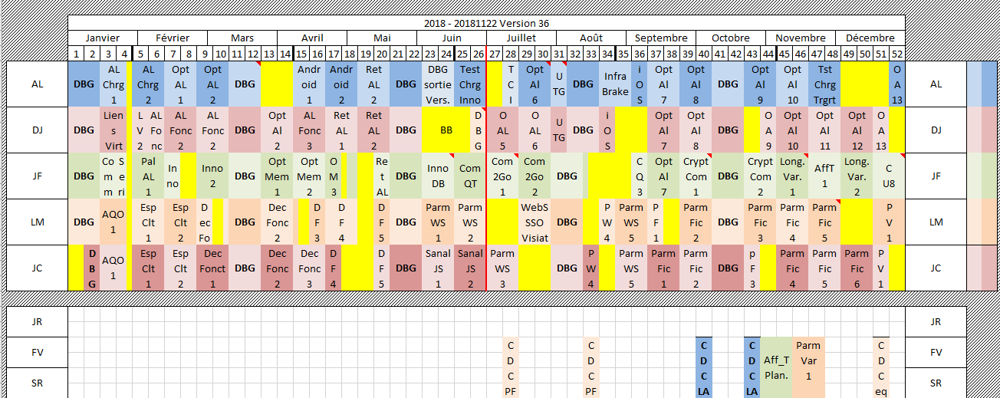 2018 - 20181122 Version 36
Janvier Février Mars Avril Mai Juin Juillet Août Septembre Octobre Novembre Décembre
1 2 3 4 5 6 7 8 9 10 11 12 13 14 15 16 17 18 19 20 21 22 23 24 25 26 27 28 29 30 31 32 33 34 35 36 37 38 39 40 41 42 43 44 45 46 47 48 49 50 51 52
AL
DBG
AL
Chrg
1
AL
Chrg
2
Opt
AL
1
Opt
AL
2
DBG
Andr
oid
1
Andr
oid
2
Ret
AL
2
DBG
DBG
sortie
Vers.
Test
Chrg
Inno
T
C
I
Opt
Al
6
U
TG
DBG
Infra
Brake
i
O
S
Opt
Al
7
Opt
Al
8
DBG
Opt
Al
9
Opt
Al
10
Tst
Chrg
Trgrt
O
A
13
AL
DJ
DBG
Lien
s
Virt
L AL
V Fo
2 nc
AL
Fonc
2
AL
Fonc
2
DBG
Opt
Al
2
AL
Fonc
3
Ret
AL
1
Ret
AL
2
DBG
BB
D
B
G
O
AL
5
O
AL
6
U
TG
DBG
i
O
S
Opt
Al
7
Opt
Al
8
DBG
O
A
9
Opt
Al
10
Opt
Al
11
Opt
Al
12
O
A
13
DJ
JF
DBG
Co S
m e
m ri
Pal
AL
1
In
no
Inno
2
DBG
Opt
Mem
1
Opt
Mem
2
O
M
3
Re
t
AL
DBG
Inno
DB
Com
QT
Com
2Go
1
Com
2Go
2
DBG
C
Q
3
Opt
Al
7
Crypt
Com
1
DBG
Crypt
Com
2
Long.
Var.
1
AffT
1
Long.
Var.
2
C
U8
JF
LM
DBG
AQO
1
Esp
Clt
1
Esp
Clt
2
D
ec
Fo
DBG
Dec
Fonc
2
D
F
3
D
F
4
D
F
5
DBG
Parm
WS
1
Parm
WS
2
WebS
SSO
Visiat
DBG
P
W
4
Parm
WS
5
P
F
1
Parm
Fic
2
DBG
Parm
Fic
3
Parm
Fic
4
Parm
Fic
5
P
V
1
LM
JC
D
B
G
AQO
1
Esp
Clt
1
Esp
Clt
2
Dec
Fonct
1
DBG
Dec
Fonc
2
Dec
Fonc
3
D
F
4
D
F
5
DBG
Sanal
JS
1
Sanal
JS
2
Parm
WS
3
DBG
P
W
4
Parm
WS
5
Parm
Fic
1
Parm
Fic
2
DBG
p
F
3
Parm
Fic
4
Parm
Fic
5
Parm
Fic
6
P
V
1
JC
JR
JR
FV
SR
C
D
C
PF
C
D
C
PF
C
D
C
LA
C
D
C
LA
Aff_T
Plan.
Parm
Var
1
C
D
C
eq
FV
SR